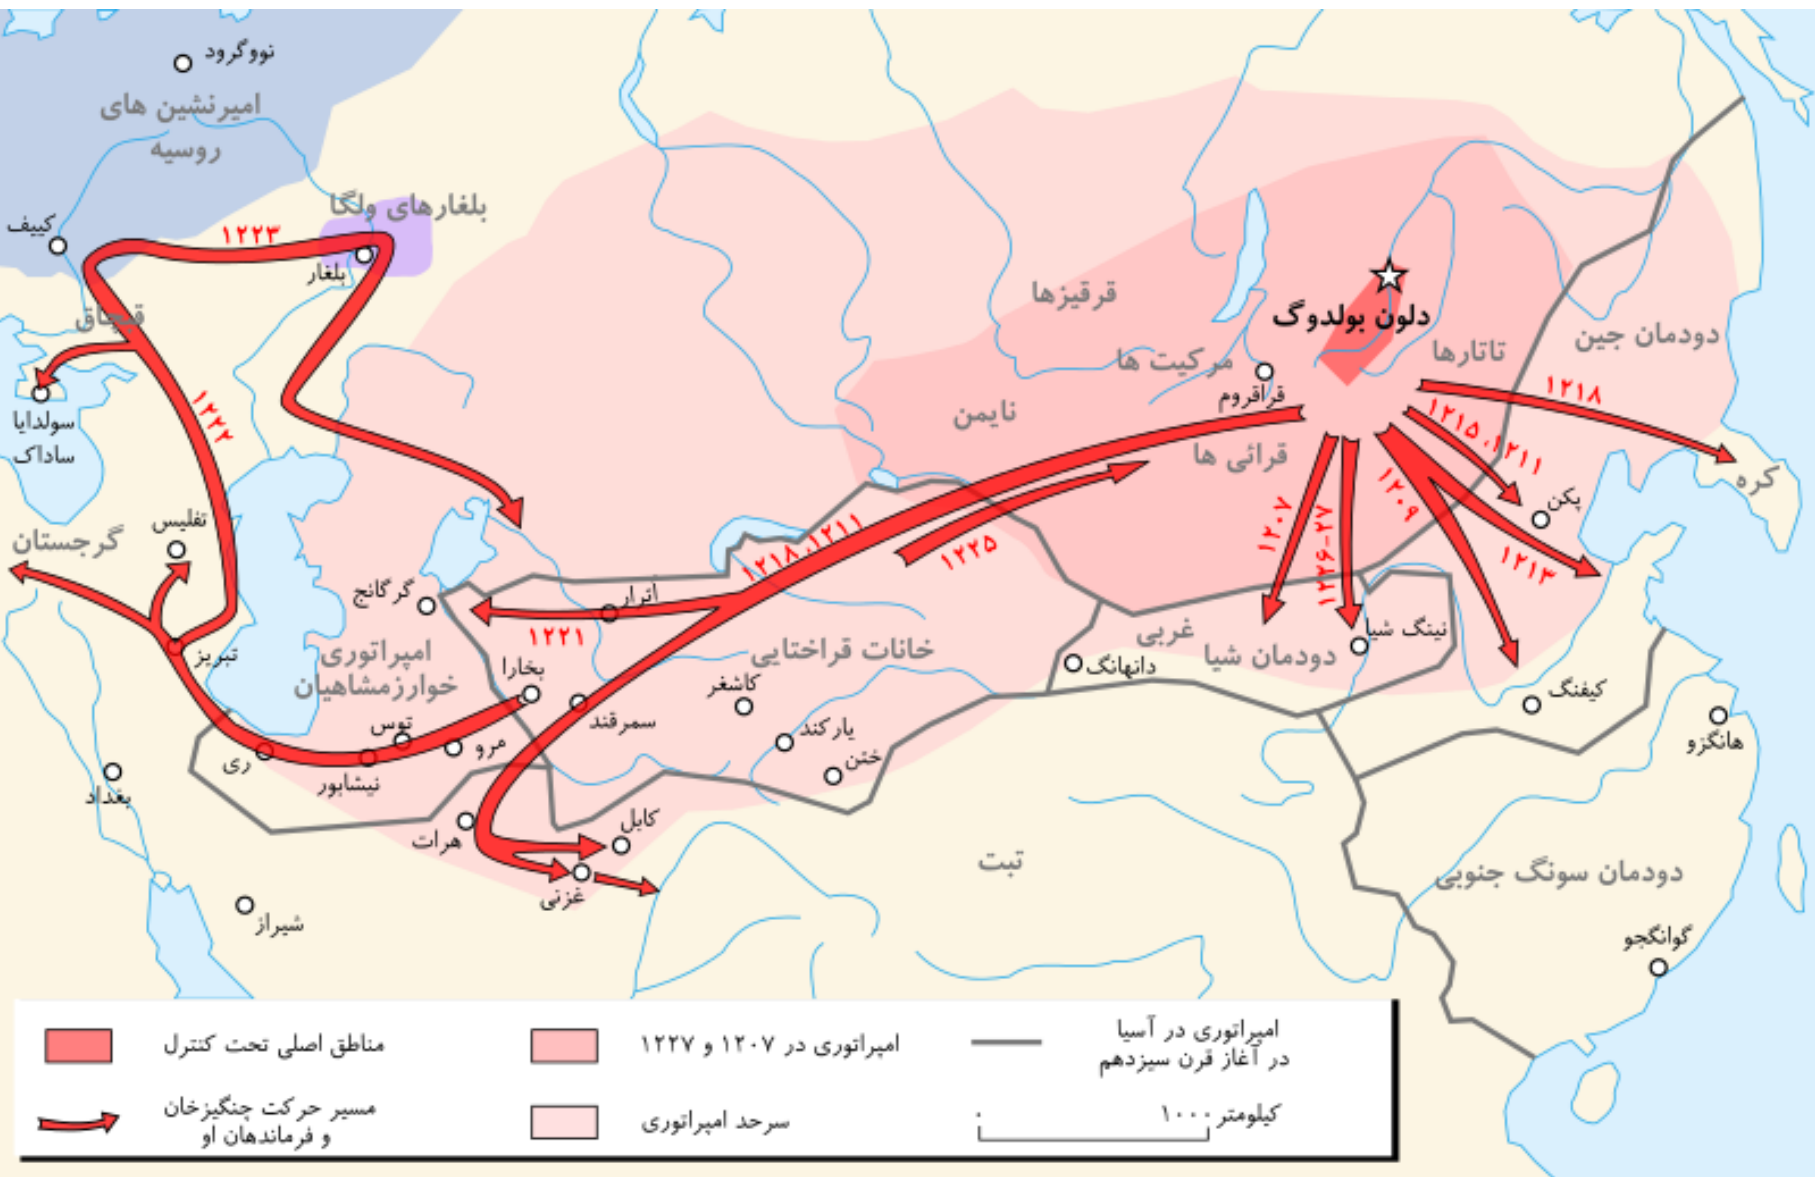 نووگرود
امیرنشین های
روسیه
کییف
۱۲۲۳
بلغارهای ولگا
بلغار
قپچاق
سولدایا
ساداک
۱۲۲۲
گرجستان
تفلیس
تبریز
گرگانج
امپراتوری
خوارزمشاهیان
بخارا
اترار
۱۲۲۱
سمرقند
توس
مرو
نیشابور
ری
بغداد
شیراز
هرات
کابل
غزنی
۱۲۱۸،۱۲۱۱
۱۲۲۵
خانات قراختایی
کاشغر
یارکند
ختن
تبت
قرقیزها
مرکیت ها
نایمن
قرائی ها
قراقروم
دلون بولدوگ
تاتارها
دودمان جین
۱۲۱۸
۱۲۱۵،۱۲۱۱
کره
پکن
۱۲۰۹
۱۲۱۳
۱۲۰۷
۱۲۲۶-۲۷
غربی
دودمان شیا
نینگ شیا
دانهانگ
کیفنگ
هانگزو
دودمان سونگ جنوبی
گوانگجو
امپراتوری در آسیا
در آغاز قرن سیزدهم
امپراتوری در ۱۲۰۷ و ۱۲۲۷
مناطق اصلی تحت کنترل
۰ ۱۰۰۰ کیلومتر
سرحد امپراتوری
مسیر حرکت چنگیزخان
و فرماندهان او